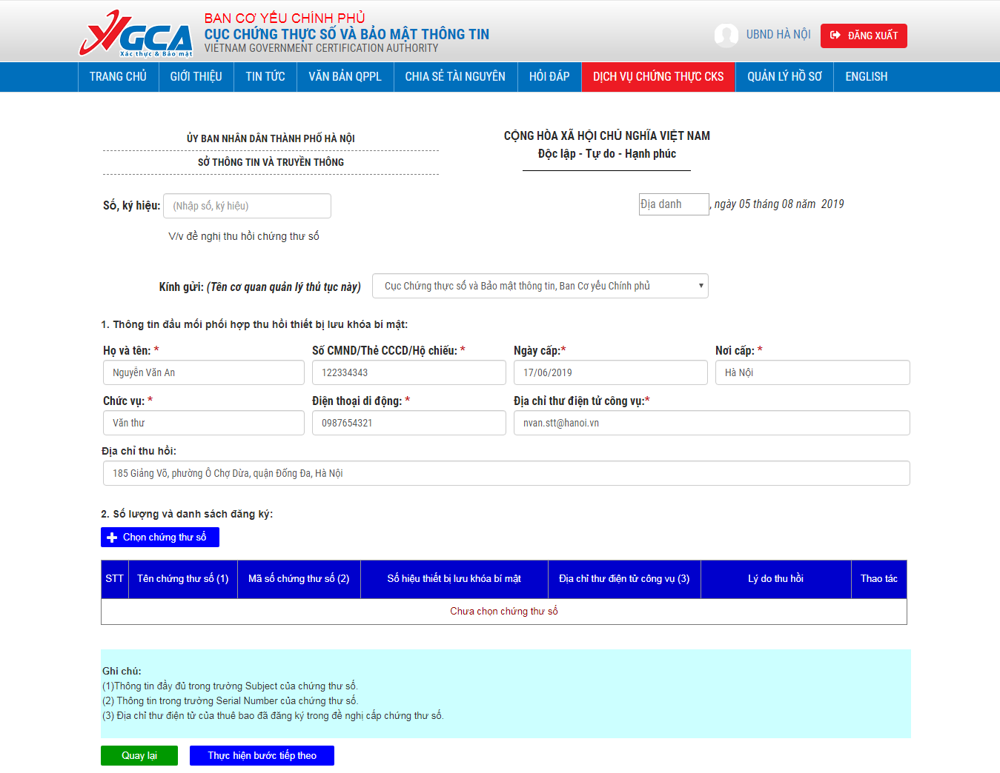 VGCA
Xác thực & Bảo mật
BAN CƠ YẾU CHÍNH PHỦ
CỤC CHỨNG THỰC SỐ VÀ BẢO MẬT THÔNG TIN
VIETNAM GOVERNMENT CERTIFICATION AUTHORITY
UBND HÀ NỘI
ĐĂNG XUẤT
TRANG CHỦ GIỚI THIỆU TIN TỨC VĂN BẢN QPPL CHIA SẺ TÀI NGUYÊN HỎI ĐÁP DỊCH VỤ CHỨNG THỰC CKS QUẢN LÝ HỒ SƠ ENGLISH
ỦY BAN NHÂN DÂN THÀNH PHỐ HÀ NỘI
SỞ THÔNG TIN VÀ TRUYỀN THÔNG
CỘNG HÒA XÃ HỘI CHỦ NGHĨA VIỆT NAM
Độc lập - Tự do - Hạnh phúc
Số, ký hiệu: (Nhập số, ký hiệu)
Địa danh , ngày 05 tháng 08 năm 2019
V/v đề nghị thu hồi chứng thư số
Kính gửi: (Tên cơ quan quản lý thủ tục này) Cục Chứng thực số và Bảo mật thông tin, Ban Cơ yếu Chính phủ
1. Thông tin đầu mối phối hợp thu hồi thiết bị lưu khóa bí mật:
Họ và tên: * Số CMND/Thẻ CCCD/Hộ chiếu: * Ngày cấp:* Nơi cấp: *
Nguyễn Văn An 122334343 17/06/2019 Hà Nội
Chức vụ: * Điện thoại di động: * Địa chỉ thư điện tử công vụ:*
Văn thư 0987654321 nvan.stt@hanoi.vn
Địa chỉ thu hồi:
185 Giảng Võ, phường Ô Chợ Dừa, quận Đống Đa, Hà Nội
2. Số lượng và danh sách đăng ký:
Chọn chứng thư số
STT Tên chứng thư số (1) Mã số chứng thư số (2) Số hiệu thiết bị lưu khóa bí mật Địa chỉ thư điện tử công vụ (3) Lý do thu hồi Thao tác
Chưa chọn chứng thư số
Ghi chú:
(1)Thông tin đầy đủ trong trường Subject của chứng thư số.
(2) Thông tin trong trường Serial Number của chứng thư số.
(3) Địa chỉ thư điện tử của thuê bao đã đăng ký trong đề nghị cấp chứng thư số.
Quay lại Thực hiện bước tiếp theo